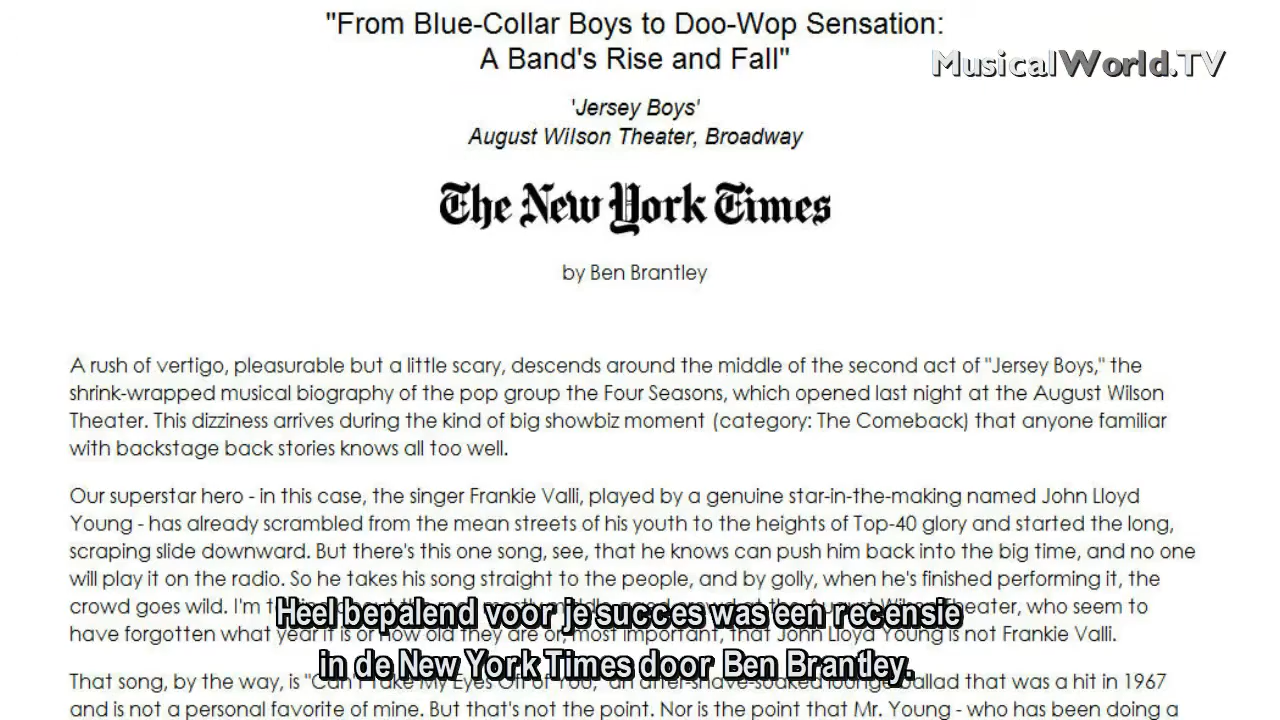 "From Blue-Collar Boys to Doo-Wop Sensation:
A Band's Rise and Fall"
MusicalWorld.TV
'Jersey Boys'
August Wilson Theater, Broadway
The New York Times
by Ben Brantley
A rush of vertigo, pleasurable but a little scary, descends around the middle of the second act of "Jersey Boys," the
shrink-wrapped musical biography of the pop group the Four Seasons, which opened last night at the August Wilson
Theater. This dizziness arrives during the kind of big showbiz moment (category: The Comeback) that anyone familiar
with backstage back stories knows all too well.
Our superstar hero - in this case, the singer Frankie Valli, played by a genuine star-in-the-making named John Lloyd
Young - has already scrambled from the mean streets of his youth to the heights of Top-40 glory and started the long,
scraping slide downward. But there's this one song, see, that he knows can push him back into the big time, and no one
will play it on the radio. So he takes his song straight to the people, and by golly, when he's finished performing it, the
crowd goes wild. I'm Theater, who seem to
have forgotten what year it is or how old they are or, most important, that John Lloyd Young is not Frankie Valli.
Heel bepalend voor je succes was een recensie
in de New York Times door Ben Brantley.
That song, by the way, is "Can't Take My Eyes Off of You," an after-shave-soaked lounge ballad that was a hit in 1967
and is not a personal favorite of mine. But that's not the point. Nor is the point that Mr. Young - who has been doing a